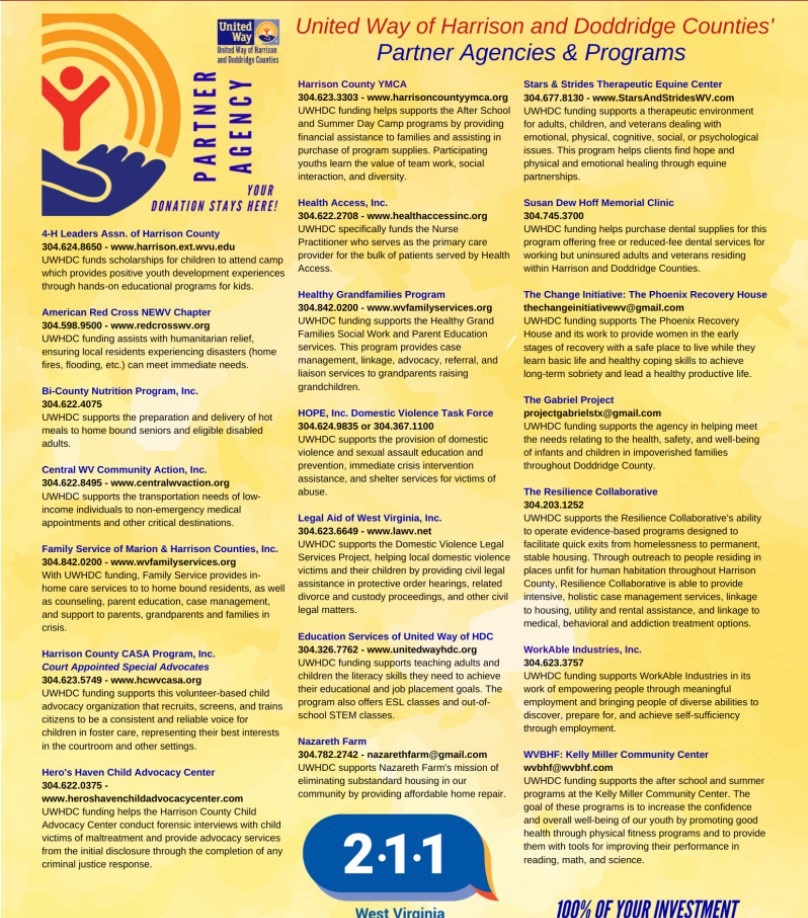 United Way of Harrison and Doddridge Counties'
Partner Agencies & Programs
United
Way
United Way of Harrison
and Doddridge Counties
PARTNER
AGENCY
YOUR
DONATION STAYS HERE!
4-H Leaders Assn. of Harrison County
304.624.8650 - www.harrison.ext.wvu.edu
UWHDC funds scholarships for children to attend camp
which provides positive youth development experiences
through hands-on educational programs for kids.
American Red Cross NEWV Chapter
304.598.9500 - www.redcrosswv.org
UWHDC funding assists with humanitarian relief,
ensuring local residents experiencing disasters (home
fires, flooding, etc.) can meet immediate needs.
Bi-County Nutrition Program, Inc.
304.622.4075
UWHDC supports the preparation and delivery of hot
meals to home bound seniors and eligible disabled
adults.
Central WV Community Action, Inc.
304.622.8495 - www.centralwvaction.org
UWHDC supports the transportation needs of low-
income individuals to non-emergency medical
appointments and other critical destinations.
Family Service of Marion & Harrison Counties, Inc.
304.842.0200 - www.wvfamilyservices.org
With UWHDC funding, Family Service provides in-
home care services to to home bound residents, as well
as counseling, parent education, case management,
and support to parents, grandparents and families in
crisis.
Harrison County CASA Program, Inc.
Court Appointed Special Advocates
304.623.5749 - www.hcwvcasa.org
UWHDC funding supports this volunteer-based child
advocacy organization that recruits, screens, and trains
citizens to be a consistent and reliable voice for
children in foster care, representing their best interests
in the courtroom and other settings.
Hero's Haven Child Advocacy Center
304.622.0375 -
www.heroshavenchildadvocacycenter.com
UWHDC funding helps the Harrison County Child
Advocacy Center conduct forensic interviews with child
victims of maltreatment and provide advocacy services
from the initial disclosure through the completion of any
criminal justice response.
Harrison County YMCA
304.623.3303 - www.harrisoncountyymca.org
UWHDC funding helps supports the After School
and Summer Day Camp programs by providing
financial assistance to families and assisting in
purchase of program supplies. Participating
youths learn the value of team work, social
interaction, and diversity.
Health Access, Inc.
304.622.2708 - www.healthaccessinc.org
UWHDC specifically funds the Nurse
Practitioner who serves as the primary care
provider for the bulk of patients served by Health
Access.
Healthy Grandfamilies Program
304.842.0200 - www.wvfamilyservices.org
UWHDC funding supports the Healthy Grand
Families Social Work and Parent Education
services. This program provides case
management, linkage, advocacy, referral, and
liaison services to grandparents raising
grandchildren.
HOPE, Inc. Domestic Violence Task Force
304.624.9835 or 304.367.1100
UWHDC supports the provision of domestic
violence and sexual assault education and
prevention, immediate crisis intervention
assistance, and shelter services for victims of
abuse.
Legal Aid of West Virginia, Inc.
304.623.6649 - www.lawv.net
UWHDC supports the Domestic Violence Legal
Services Project, helping local domestic violence
victims and their children by providing civil legal
assistance in protective order hearings, related
divorce and custody proceedings, and other civil
legal matters.
Education Services of United Way of HDC
304.326.7762 - www.unitedwayhdc.org
UWHDC funding supports teaching adults and
children the literacy skills they need to achieve
their educational and job placement goals. The
program also offers ESL classes and out-of-
school STEM classes.
Nazareth Farm
304.782.2742 - nazarethfarm@gmail.com
UWHDC supports Nazareth Farm's mission of
eliminating substandard housing in our
community by providing affordable home repair.
2·1·1
West Virginia
Stars & Strides Therapeutic Equine Center
304.677.8130 - www.StarsAndStridesWV.com
UWHDC funding supports a therapeutic environment
for adults, children, and veterans dealing with
emotional, physical, cognitive, social, or psychological
issues. This program helps clients find hope and
physical and emotional healing through equine
partnerships.
Susan Dew Hoff Memorial Clinic
304.745.3700
UWHDC funding helps purchase dental supplies for this
program offering free or reduced-fee dental services for
working but uninsured adults and veterans residing
within Harrison and Doddridge Counties.
The Change Initiative: The Phoenix Recovery House
thechangeinitiativewv@gmail.com
UWHDC funding supports The Phoenix Recovery
House and its work to provide women in the early
stages of recovery with a safe place to live while they
learn basic life and healthy coping skills to achieve
long-term sobriety and lead a healthy productive life.
The Gabriel Project
projectgabrielstx@gmail.com
UWHDC funding supports the agency in helping meet
the needs relating to the health, safety, and well-being
of infants and children in impoverished families
throughout Doddridge County.
The Resilience Collaborative
304.203.1252
UWHDC supports the Resilience Collaborative's ability
to operate evidence-based programs designed to
facilitate quick exits from homelessness to permanent,
stable housing. Through outreach to people residing in
places unfit for human habitation throughout Harrison
County, Resilience Collaborative is able to provide
intensive, holistic case management services, linkage
to housing, utility and rental assistance, and linkage to
medical, behavioral and addiction treatment options.
WorkAble Industries, Inc.
304.623.3757
UWHDC funding supports WorkAble Industries in its
work of empowering people through meaningful
employment and bringing people of diverse abilities to
discover, prepare for, and achieve self-sufficiency
through employment.
WVBHF: Kelly Miller Community Center
wvbhf@wvbhf.com
UWHDC funding supports the after school and summer
programs at the Kelly Miller Community Center. The
goal of these programs is to increase the confidence
and overall well-being of our youth by promoting good
health through physical fitness programs and to provide
them with tools for improving their performance in
reading, math, and science.
100% OF YOUR INVESTMENT